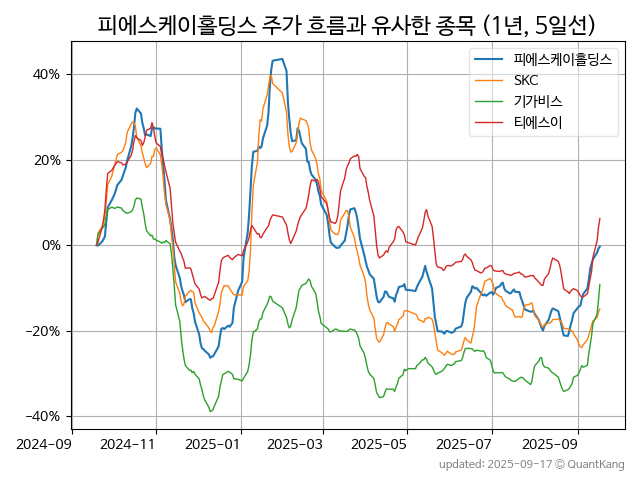 피에스케이홀딩스 주가 흐름과 유사한 종목 (1년, 5일선)
피에스케이홀딩스
SKC
기가비스
티에스이
40%
20%
0%
−20%
−40%
2024-09 2024-11 2025-01 2025-03 2025-05 2025-07 2025-09
updated: 2025-09-17 © QuantKang